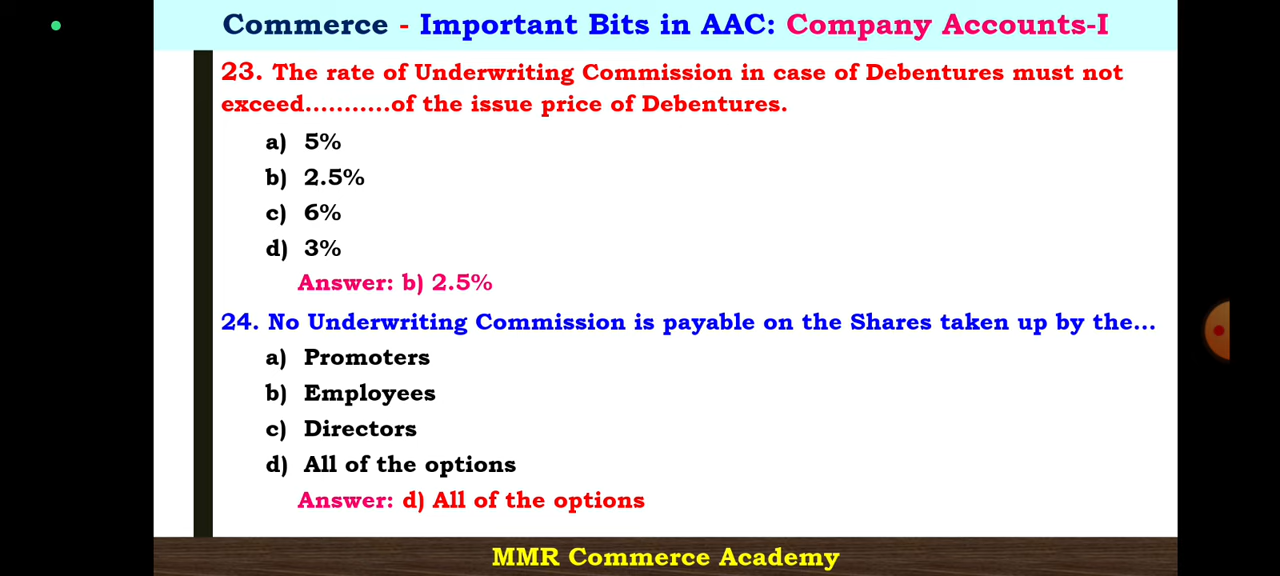 Commerce - Important Bits in AAC: Company Accounts-I
23. The rate of Underwriting Commission in case of Debentures must not
exceed...........of the issue price of Debentures.
a) 5%
b) 2.5%
c) 6%
d) 3%
Answer: b) 2.5%
24. No Underwriting Commission is payable on the Shares taken up by the...
a) Promoters
b) Employees
c) Directors
d) All of the options
Answer: d) All of the options
MMR Commerce Academy